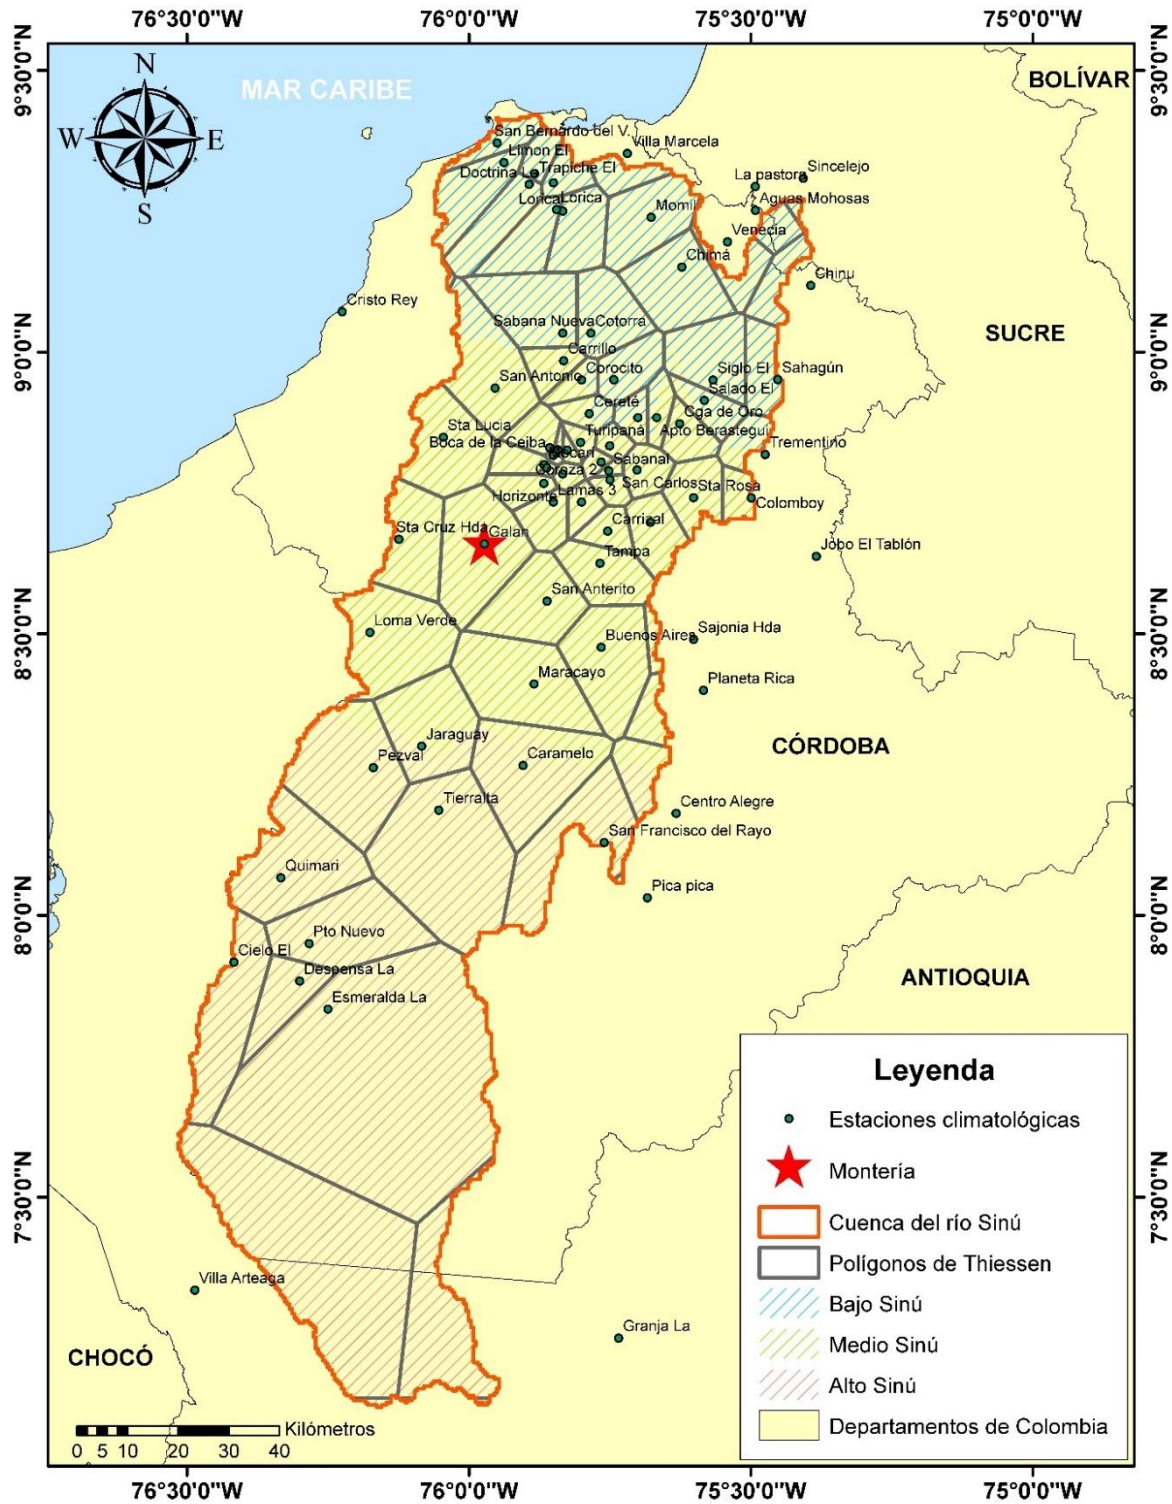 76°30'0"W
76°0'0"W
75°30'0"W
75°0'0"W
9°30'0"N
9°30'0"N
MAR CARIBE
BOLÍVAR
N
W
E
S
San Bernardo del V.
Villa Marcela
Limon El
Doctrina La
Trapiche El
Sincelejo
La pastora
Lorica
Lorica
Momil
Aguas Mohosas
Venecia
Chimá
Chinu
Cristo Rey
Sabana Nueva
Cotorra
SUCRE
9°0'0"N
9°0'0"N
Carrillo
San Antonio
Corocito
Siglo El
Sahagún
Salado El
Cereté
Cga de Oro
Sta Lucia
Turipaná
Apto Berastegui
Boca de la Ceiba
Trementino
Sabanal
San Carlos
Sta Rosa
Horizonte
Lamas 3
Colomboy
Carrizal
Sta Cruz Hda
Galan
Jobo El Tablón
Tampa
San Anterito
8°30'0"N
8°30'0"N
Loma Verde
Buenos Aires
Sajonia Hda
Maracayo
Planeta Rica
Jaraguay
CÓRDOBA
Pezval
Caramelo
Tierralta
Centro Alegre
San Francisco del Rayo
Quimari
Pica pica
8°0'0"N
8°0'0"N
Pto Nuevo
Cielo El
Despensa La
ANTIOQUIA
Esmeralda La
7°30'0"N
7°30'0"N
Villa Arteaga
Granja La
CHOCÓ
Leyenda
Estaciones climatológicas
Montería
Cuenca del río Sinú
Polígonos de Thiessen
Bajo Sinú
Medio Sinú
Alto Sinú
Departamentos de Colombia
Kilómetros
0 5 10 20 30 40
76°30'0"W
76°0'0"W
75°30'0"W
75°0'0"W